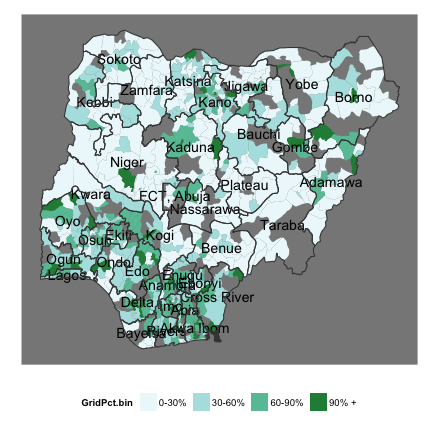 Sokoto
Katsina
Jigawa
Yobe
Borno
Zamfara
Kano
Kebbi
Bauchi
Kaduna
Gombe
Niger
Plateau
Adamawa
Kwara
FCT, Abuja
Nassarawa
Oyo
Taraba
Ekiti
Osun
Kogi
Benue
Ogun
Ondo
Lagos
Edo
Enugu
Ebonyi
Anambra
Cross River
Delta
Imo
Abia
Bayelsa
Rivers
Akwa Ibom
GridPct.bin 0-30% 30-60% 60-90% 90% +